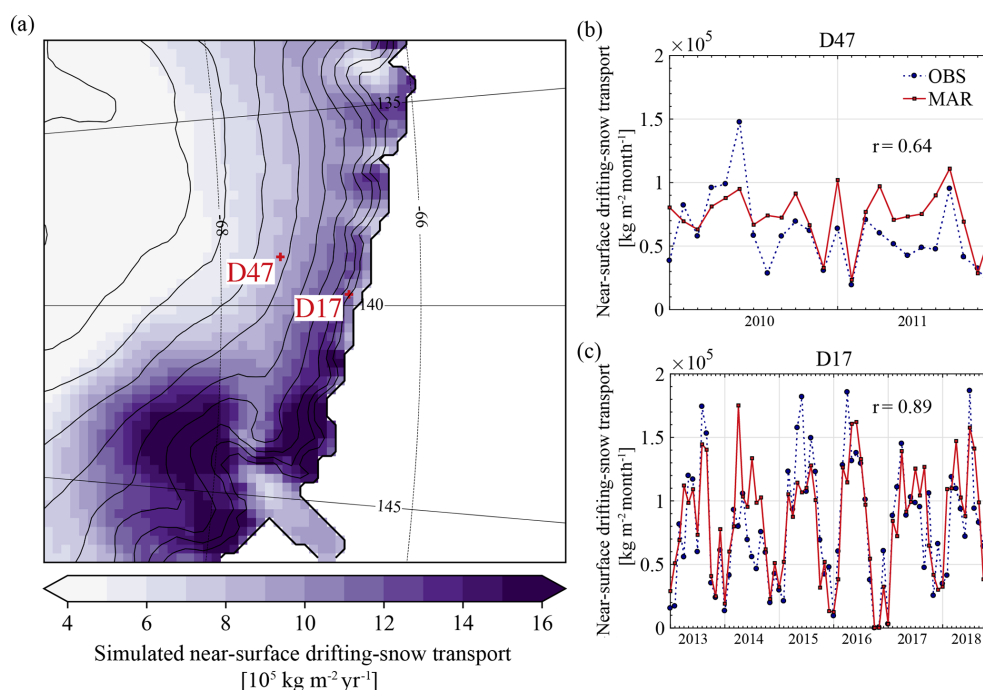 (a)
135
-68
-66
D47
D17
140
145
4 6 8 10 12 14 16
Simulated near-surface drifting-snow transport
[10⁵ kg m⁻² yr⁻¹]
(b)
D47
×10⁵
Near-surface drifting-snow transport
[kg m⁻² month⁻¹]
2
1.5
1
0.5
0
OBS
MAR
r = 0.64
2010 2011
(c)
D17
×10⁵
Near-surface drifting-snow transport
[kg m⁻² month⁻¹]
2
1.5
1
0.5
0
r = 0.89
2013 2014 2015 2016 2017 2018